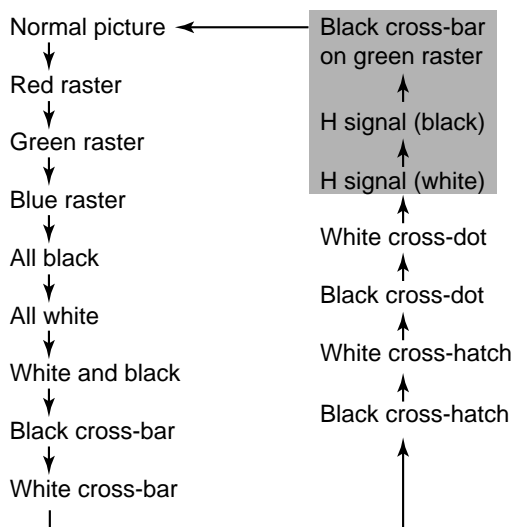 Normal picture
Red raster
Green raster
Blue raster
All black
All white
White and black
Black cross-bar
White cross-bar
Black cross-hatch
White cross-hatch
Black cross-dot
White cross-dot
H signal (white)
H signal (black)
Black cross-bar
on green raster